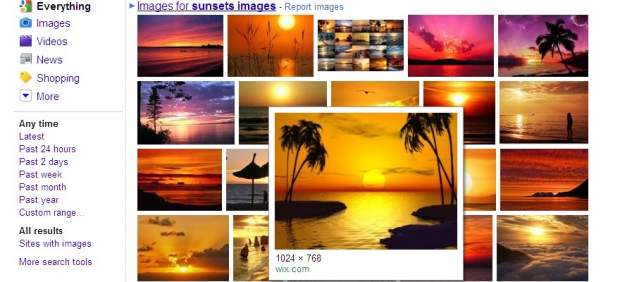 Everything
Images
Videos
News
Shopping
More
Any time
Latest
Past 24 hours
Past 2 days
Past week
Past month
Past year
Custom range...
All results
Sites with images
More search tools
Images for sunsets images - Report images
1024 × 768
wix.com